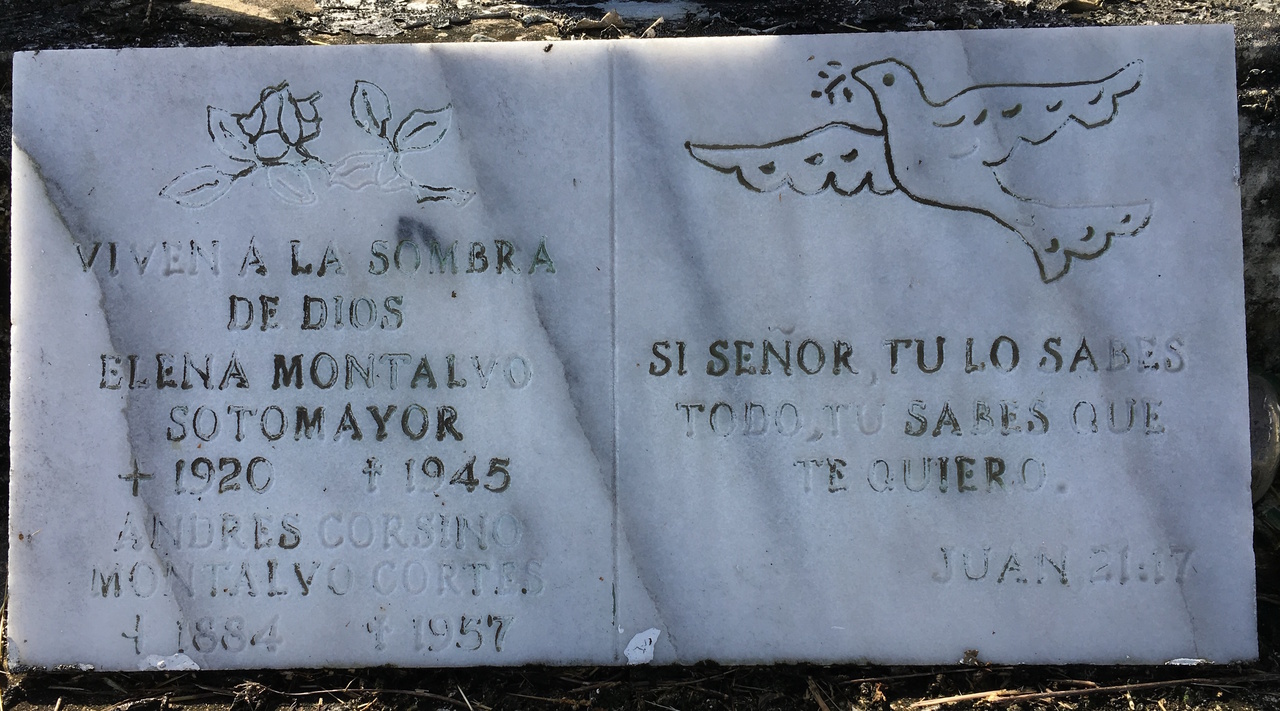 VIVEN A LA SOMBRA
DE DIOS
ELENA MONTALVO
SOTOMAYOR
+ 1920 ✝ 1945
ANDRES CORSINO
MONTALVO CORTES
+ 1884 ✝ 1957
SI SEÑOR, TU LO SABES
TODO, TU SABES QUE
TE QUIERO.
JUAN 21:17